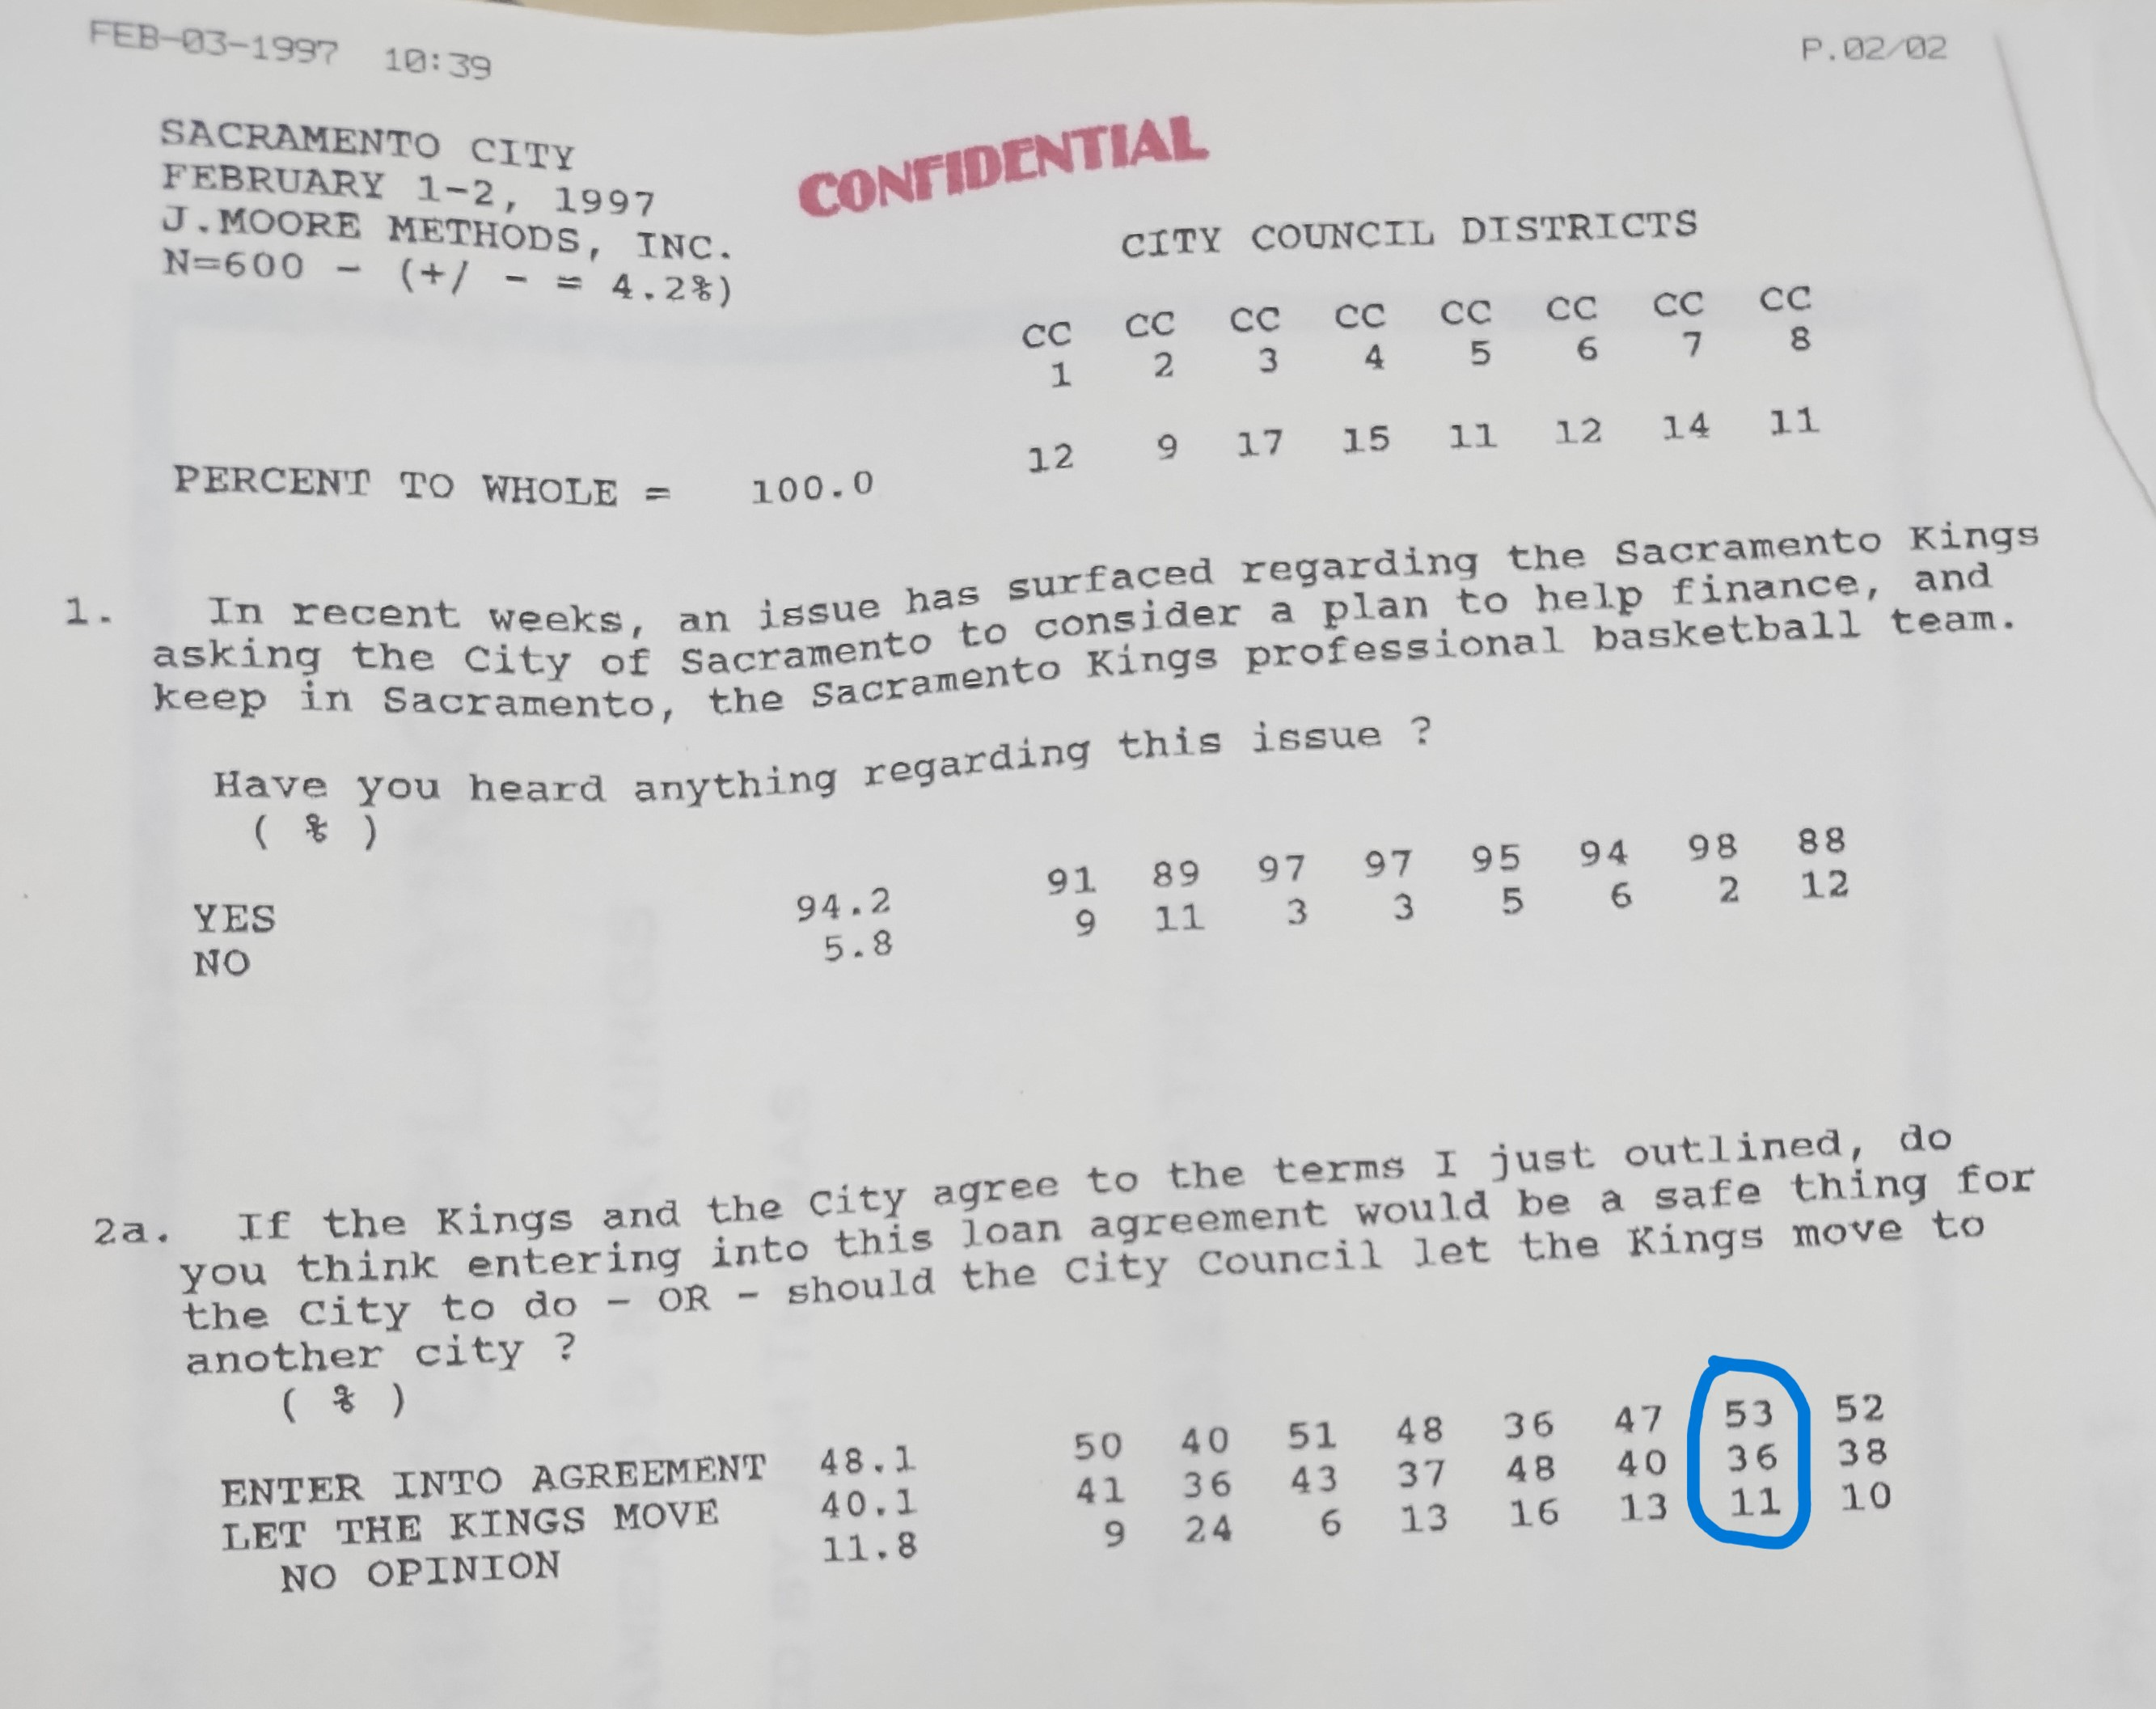 FEB-03-1997 10:39 P.02/02
SACRAMENTO CITY
FEBRUARY 1-2, 1997
J.MOORE METHODS, INC.
N=600 - (+/ - = 4.2%)
CONFIDENTIAL
CITY COUNCIL DISTRICTS
CC CC CC CC CC CC CC CC
1 2 3 4 5 6 7 8
PERCENT TO WHOLE = 100.0 12 9 17 15 11 12 14 11
1. In recent weeks, an issue has surfaced regarding the Sacramento Kings
asking the City of Sacramento to consider a plan to help finance, and
keep in Sacramento, the Sacramento Kings professional basketball team.
Have you heard anything regarding this issue ?
( % )
YES 94.2 91 89 97 97 95 94 98 88
NO 5.8 9 11 3 3 5 6 2 12
2a. If the Kings and the City agree to the terms I just outlined, do
you think entering into this loan agreement would be a safe thing for
the City to do - OR - should the City Council let the Kings move to
another city ?
( % )
ENTER INTO AGREEMENT 48.1 50 40 51 48 36 47 53 52
LET THE KINGS MOVE 40.1 41 36 43 37 48 40 36 38
NO OPINION 11.8 9 24 6 13 16 13 11 10